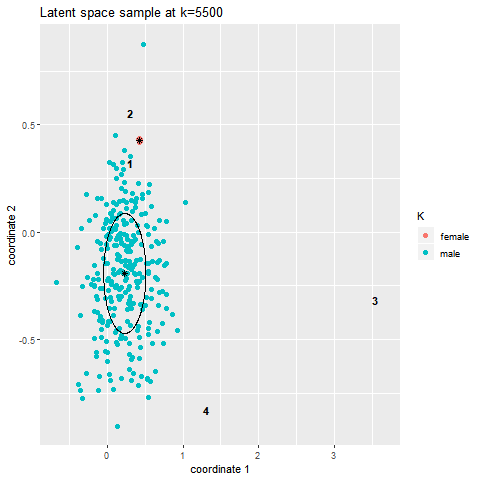 Latent space sample at k=5500
0.5
0.0
-0.5
coordinate 2
2
1
3
4
0
1
2
3
coordinate 1
K
female
male